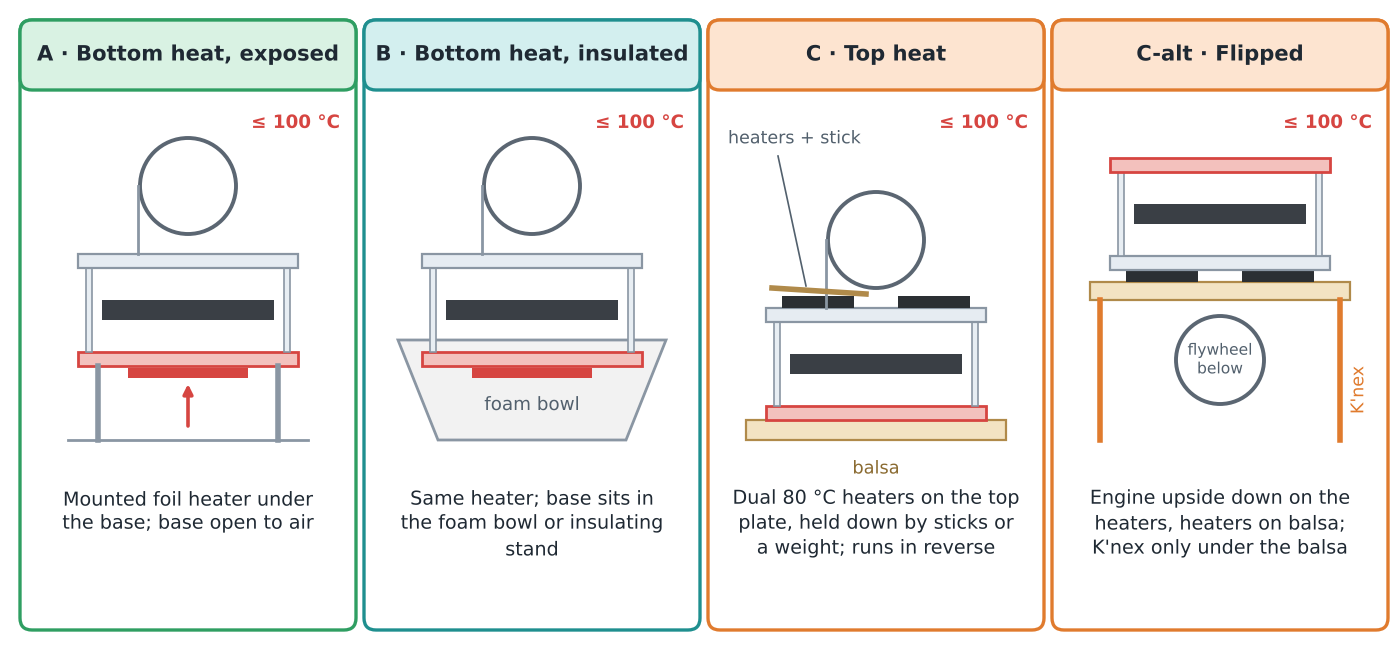 A · Bottom heat, exposed
≤ 100 °C
Mounted foil heater under
the base; base open to air
B · Bottom heat, insulated
≤ 100 °C
foam bowl
Same heater; base sits in
the foam bowl or insulating
stand
C · Top heat
≤ 100 °C
heaters + stick
balsa
Dual 80 °C heaters on the top
plate, held down by sticks or
a weight; runs in reverse
C-alt · Flipped
≤ 100 °C
flywheel
below
K'nex
Engine upside down on the
heaters, heaters on balsa;
K'nex only under the balsa